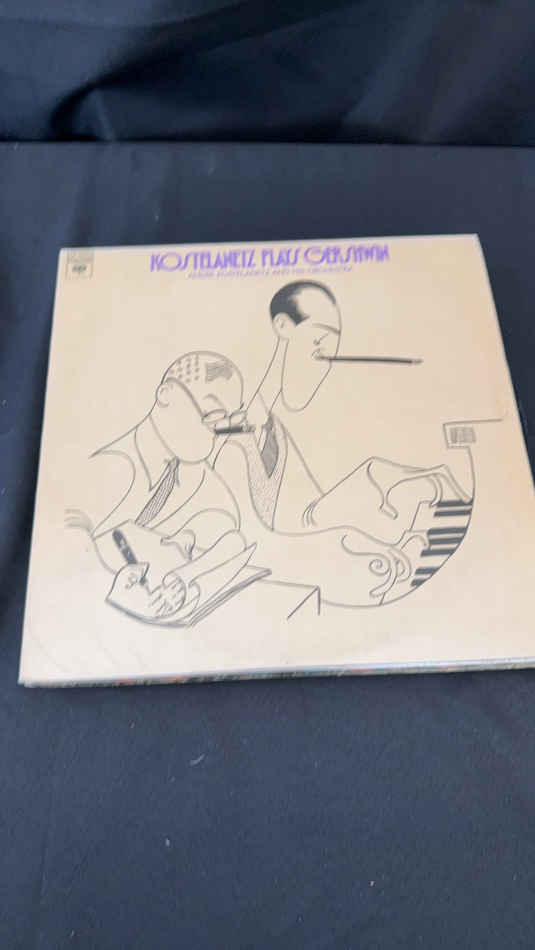 KOSTELANETZ PLAYS GERSHWIN
ANDRE KOSTELANETZ AND HIS ORCHESTRA